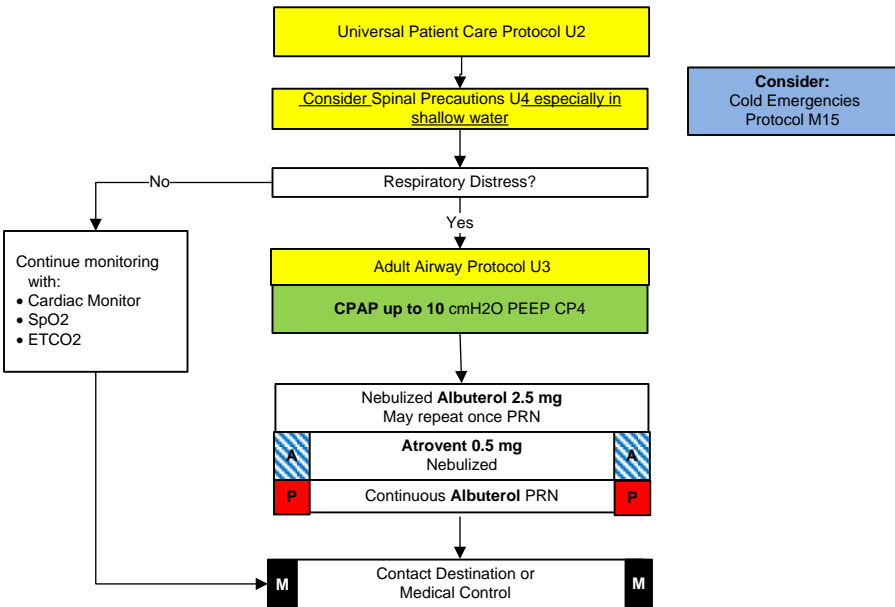 Universal Patient Care Protocol U2
Consider Spinal Precautions U4 especially in
shallow water
Consider:
Cold Emergencies
Protocol M15
No
Respiratory Distress?
Yes
Continue monitoring
with:
• Cardiac Monitor
• SpO2
• ETCO2
Adult Airway Protocol U3
CPAP up to 10 cmH2O PEEP CP4
Nebulized Albuterol 2.5 mg
May repeat once PRN
A Atrovent 0.5 mg A
Nebulized
P Continuous Albuterol PRN P
M Contact Destination or M
Medical Control